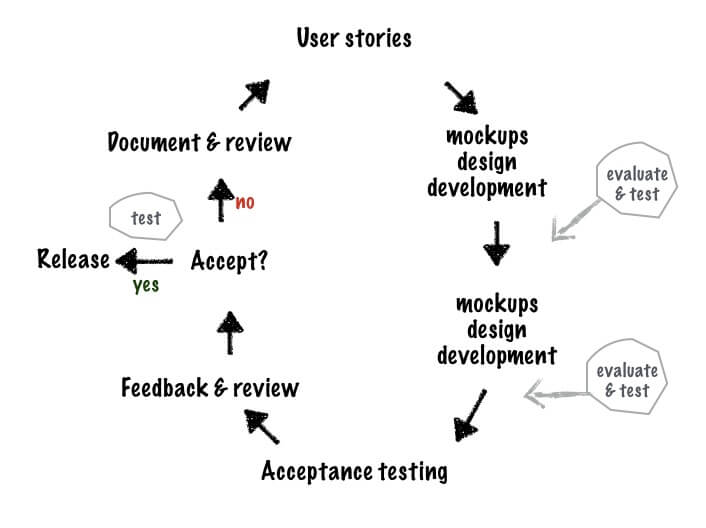 User stories
Document & review
mockups
design
development
evaluate
& test
no
test
Release
Accept?
yes
mockups
design
development
evaluate
& test
Feedback & review
Acceptance testing